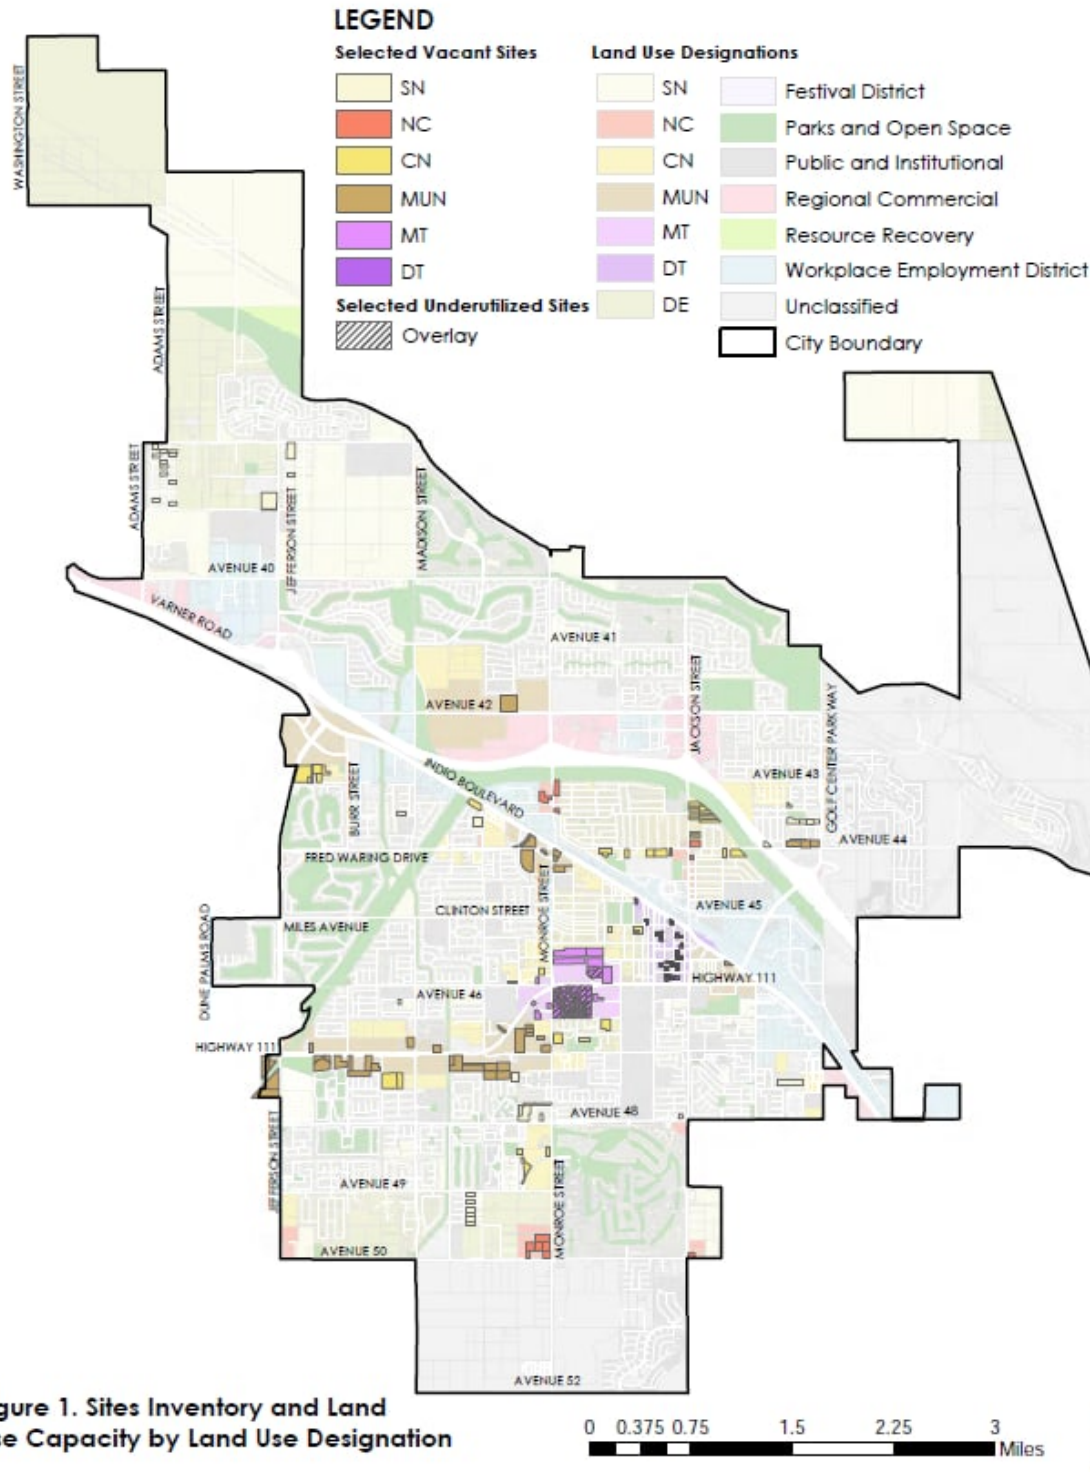 LEGEND
Selected Vacant Sites
SN
NC
CN
MUN
MT
DT
Selected Underutilized Sites
Overlay
Land Use Designations
SN
NC
CN
MUN
MT
DT
DE
Festival District
Parks and Open Space
Public and Institutional
Regional Commercial
Resource Recovery
Workplace Employment District
Unclassified
City Boundary
WASHINGTON STREET
ADAMS STREET
ADAMS STREET
JEFFERSON STREET
MADISON STREET
AVENUE 40
VARNER ROAD
AVENUE 41
JACKSON STREET
AVENUE 42
GOLF CENTER PARKWAY
INDIO BOULEVARD
AVENUE 43
BURR STREET
AVENUE 44
FRED WARING DRIVE
MONROE STREET
AVENUE 45
CLINTON STREET
MILES AVENUE
DUNE PALMS ROAD
HIGHWAY 111
AVENUE 46
HIGHWAY 111
AVENUE 48
JEFFERSON STREET
AVENUE 49
MONROE STREET
AVENUE 50
AVENUE 52
gure 1. Sites Inventory and Land
se Capacity by Land Use Designation
0 0.375 0.75 1.5 2.25 3
Miles